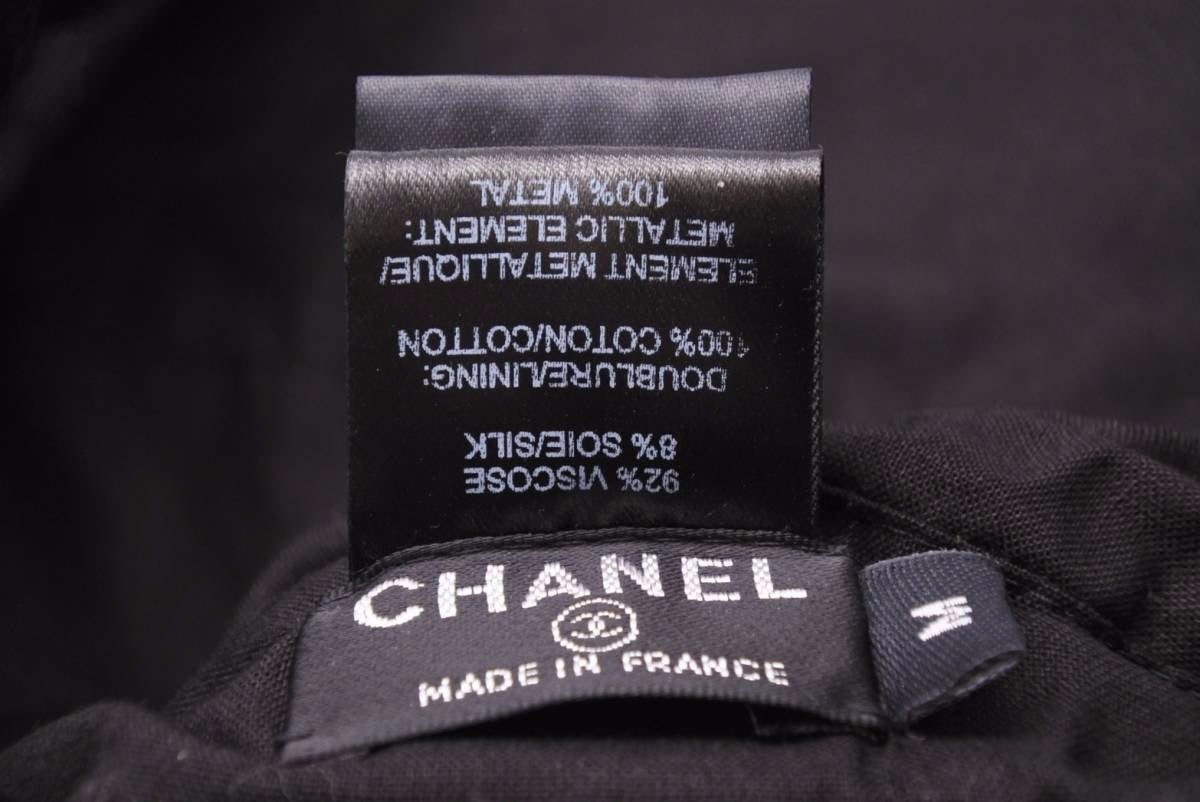 92% VISCOSE
8% SOIE/SILK
DOUBLURE/LINING:
100% COTON/COTTON
ELEMENT METALLIQUE/
METALLIC ELEMENT:
100% METAL
CHANEL
MADE IN FRANCE
M